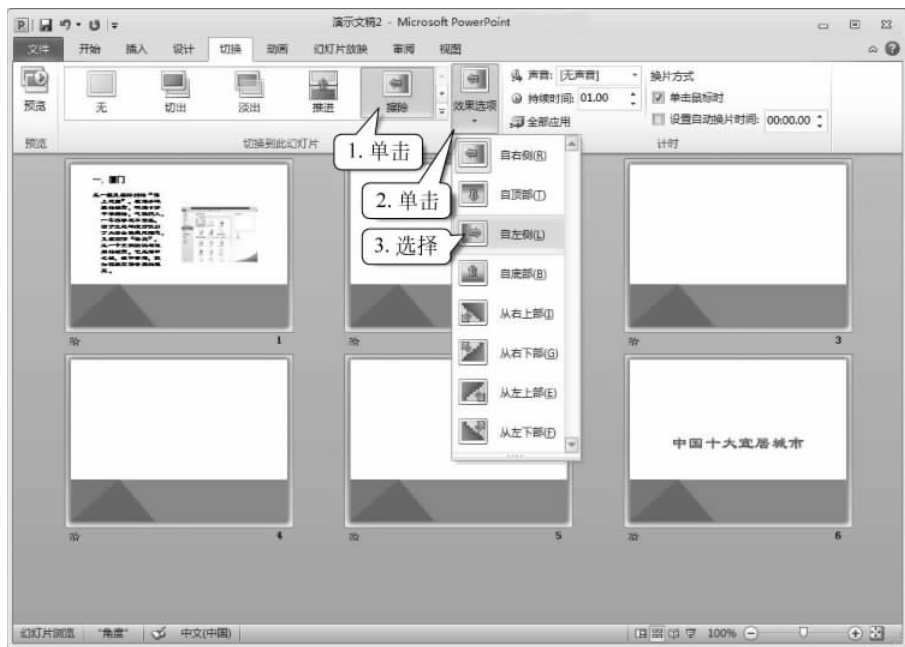 演示文稿2 - Microsoft PowerPoint
文件 开始 插入 设计 切换 动画 幻灯片放映 审阅 视图
预览 无 切出 淡出 推进 擦除 效果选项
声音: [无声音] 换片方式
持续时间: 01.00 单击鼠标时
全部应用 设置自动换片时间: 00:00.00
预览 切换到此幻灯片 计时
1. 单击
2. 单击
3. 选择
自右侧(R)
自顶部(T)
自左侧(L)
自底部(B)
从右上部(I)
从右下部(G)
从左上部(E)
从左下部(F)
一、厦门
1 3
中国十大宜居城市
4 5 6
幻灯片浏览 "角度" 中文(中国) 100%